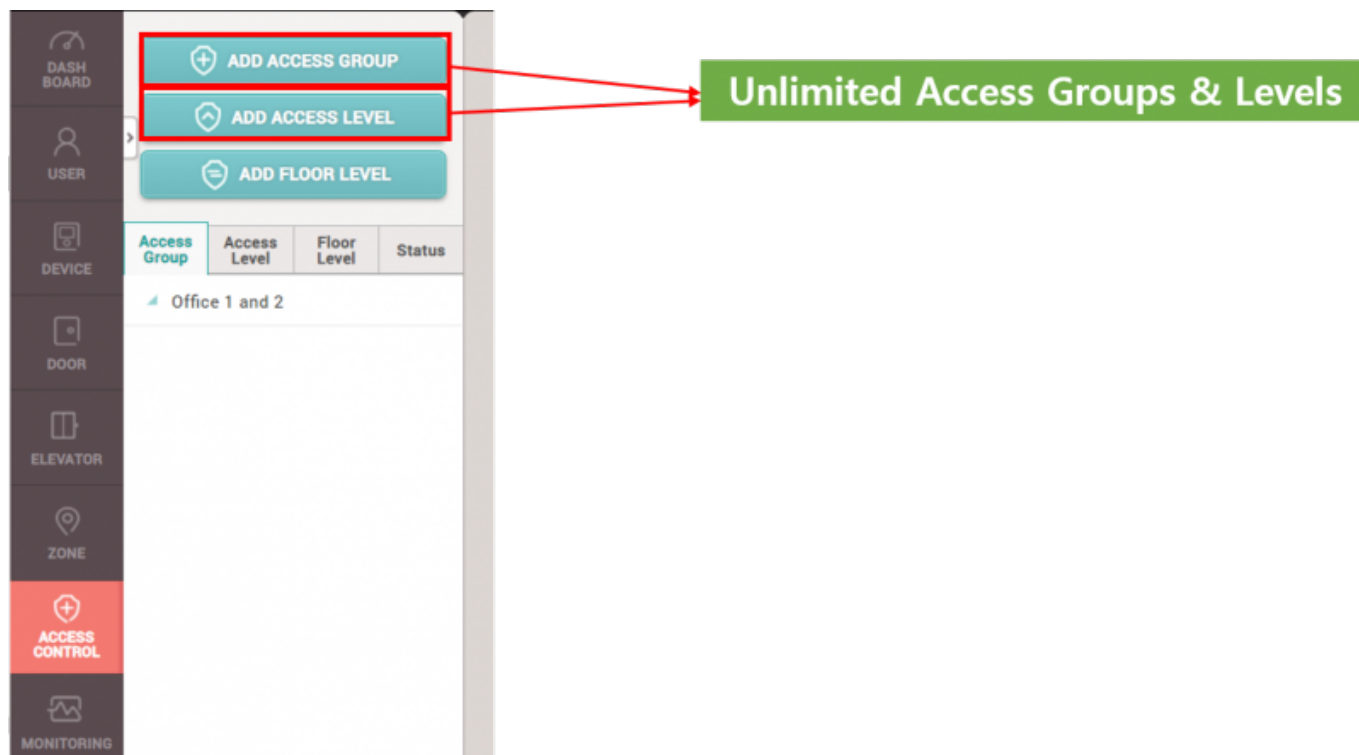 DASH
BOARD
USER
DEVICE
DOOR
ELEVATOR
ZONE
ACCESS
CONTROL
MONITORING
ADD ACCESS GROUP
ADD ACCESS LEVEL
ADD FLOOR LEVEL
Access
Group
Access
Level
Floor
Level
Status
Office 1 and 2
Unlimited Access Groups & Levels